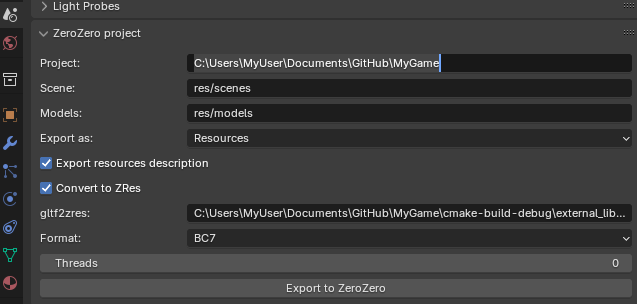 Light Probes
ZeroZero project
Project: C:\Users\MyUser\Documents\GitHub\MyGame
Scene: res/scenes
Models: res/models
Export as: Resources
Export resources description
Convert to ZRes
gltf2zres: C:\Users\MyUser\Documents\GitHub\MyGame\cmake-build-debug\external_lib...
Format: BC7
Threads 0
Export to ZeroZero